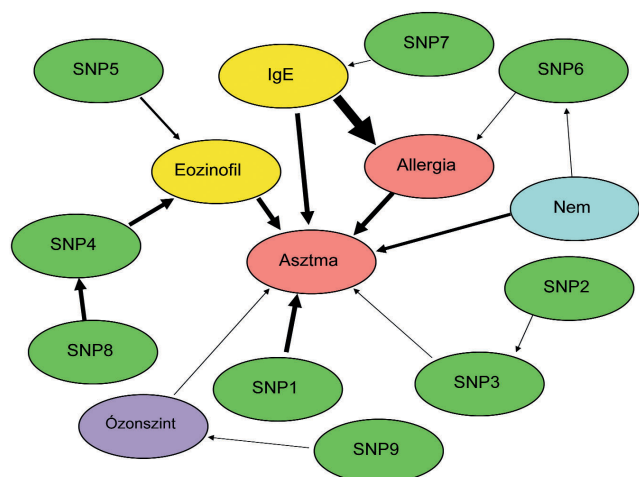 SNP5
IgE
SNP7
SNP6
Eozinofil
Allergia
Nem
SNP4
Asztma
SNP2
SNP8
SNP1
SNP3
Ózonszint
SNP9